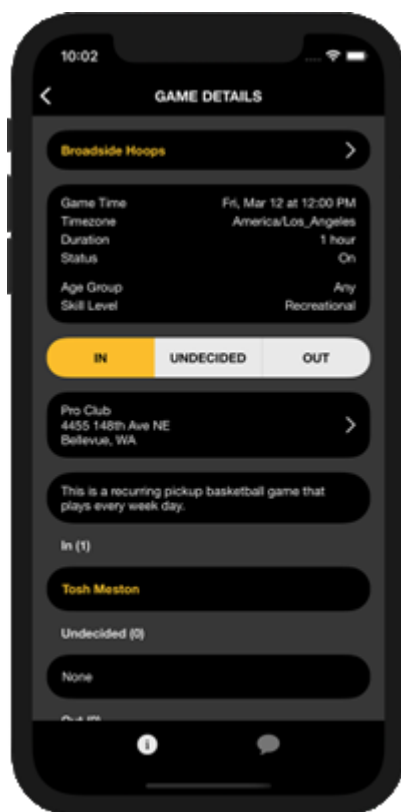 10:02
GAME DETAILS
Broadside Hoops
Game Time Fri, Mar 12 at 12:00 PM
Timezone America/Los_Angeles
Duration 1 hour
Status On
Age Group Any
Skill Level Recreational
IN UNDECIDED OUT
Pro Club
4455 148th Ave NE
Bellevue, WA
This is a recurring pickup basketball game that
plays every week day.
In (1)
Tosh Meston
Undecided (0)
None
Out (0)